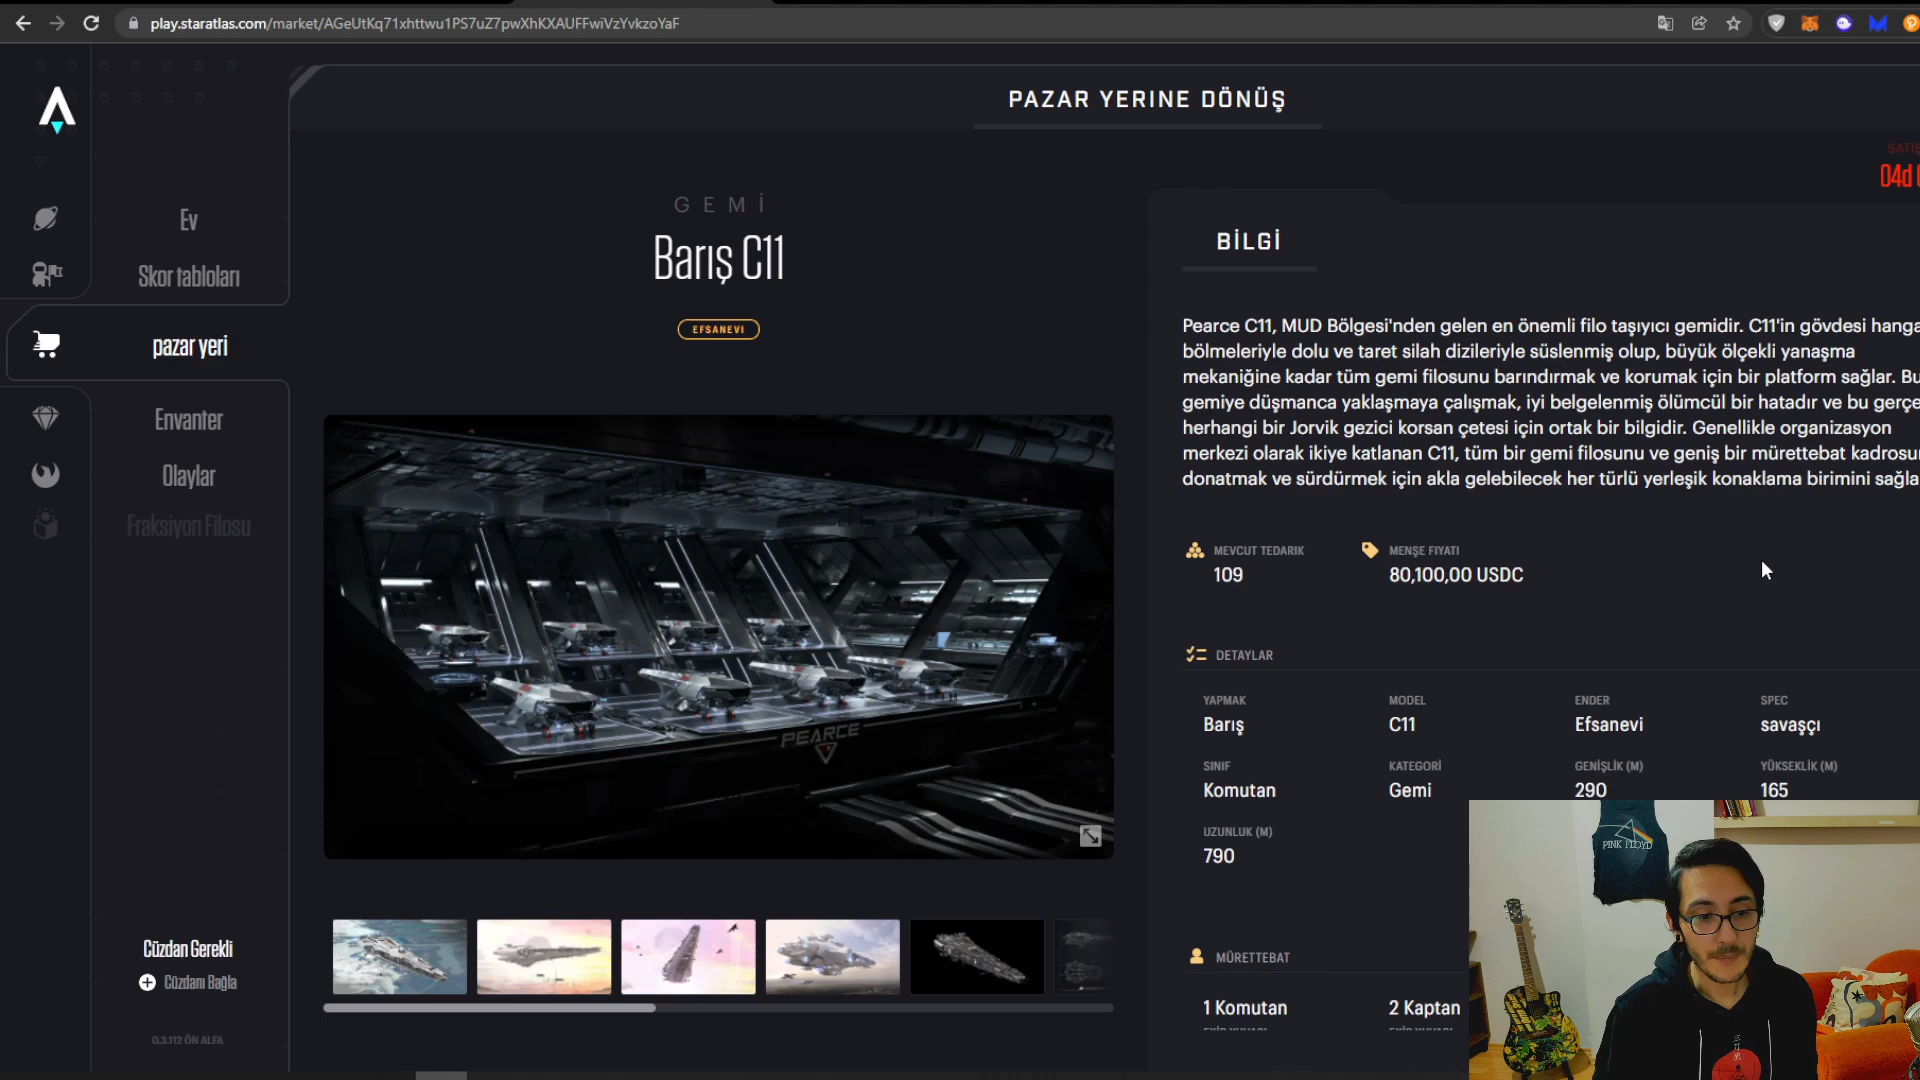 play.staratlas.com/market/AGeUtKq71xhttwu1PS7uZ7pwXhKXAUFFwiVzYvkzoYaF
PAZAR YERINE DÖNÜŞ
SATIŞ
04d
Ev
Skor tabloları
pazar yeri
Envanter
Olaylar
Fraksiyon Filosu
Cüzdan Gerekli
Cüzdanı Bağla
0.3.112 ÖN ALFA
GEMİ
Barış C11
EFSANEVI
PEARCE
BİLGİ
Pearce C11, MUD Bölgesi'nden gelen en önemli filo taşıyıcı gemidir. C11'in gövdesi hanga
bölmeleriyle dolu ve taret silah dizileriyle süslenmiş olup, büyük ölçekli yanaşma
mekaniğine kadar tüm gemi filosunu barındırmak ve korumak için bir platform sağlar. Bu
gemiye düşmanca yaklaşmaya çalışmak, iyi belgelenmiş ölümcül bir hatadır ve bu gerçe
herhangi bir Jorvik gezici korsan çetesi için ortak bir bilgidir. Genellikle organizasyon
merkezi olarak ikiye katlanan C11, tüm bir gemi filosunu ve geniş bir mürettebat kadrosu
donatmak ve sürdürmek için akla gelebilecek her türlü yerleşik konaklama birimini sağla
MEVCUT TEDARIK
109
MENŞE FIYATI
80,100,00 USDC
DETAYLAR
YAPMAK MODEL ENDER SPEC
Barış C11 Efsanevi savaşçı
SINIF KATEGORİ GENİŞLİK (M) YÜKSEKLİK (M)
Komutan Gemi 290 165
UZUNLUK (M)
790
MÜRETTEBAT
1 Komutan 2 Kaptan
PINK FLOYD